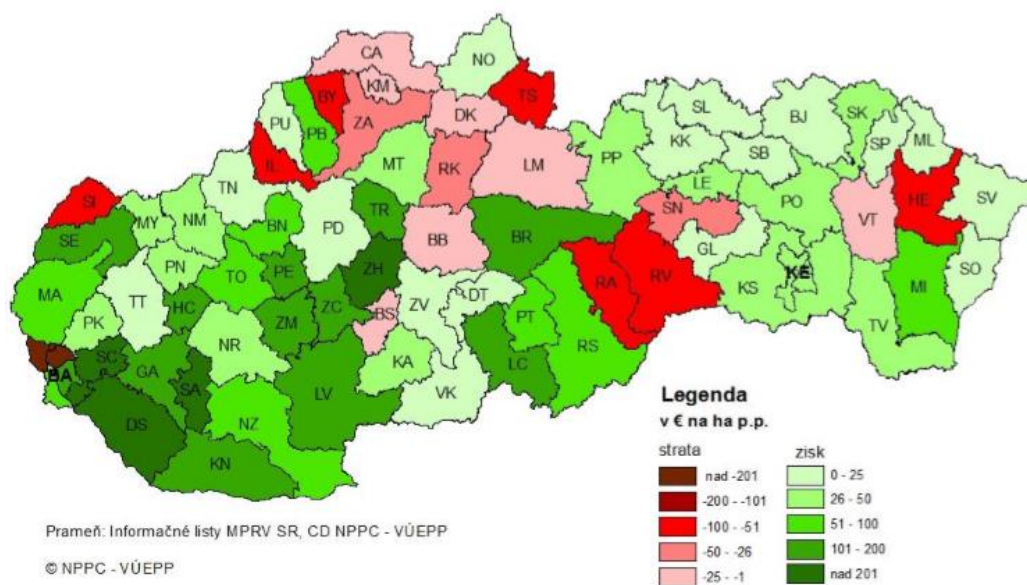 CA
NO
KM
BY
TS
PU
PB
ZA
DK
SL
BJ
SK
ML
SP
KK
SB
IL
MT
RK
LM
PP
LE
TN
SI
MY
NM
BN
PD
TR
SN
PO
VT
HE
SV
SE
BB
BR
GL
PN
TO
PE
ZH
RA
RV
KS
KE
SO
MA
TT
HC
ZM
ZC
BS
ZV
DT
MI
PK
NR
PT
RS
TV
KA
BA
SC
GA
SA
LV
VK
LC
DS
NZ
KN
Legenda
v € na ha p.p.
strata
zisk
nad -201
0 - 25
-200 - -101
26 - 50
-100 - -51
51 - 100
-50 - -26
101 - 200
-25 - -1
nad 201
Prameň: Informačné listy MPRV SR, CD NPPC - VÚEPP
© NPPC - VÚEPP